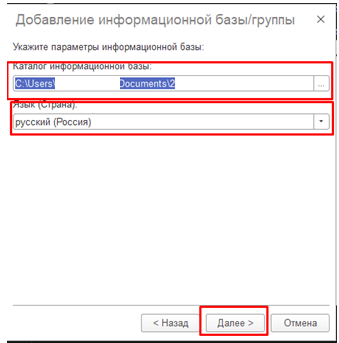 Добавление информационной базы/группы
Укажите параметры информационной базы:
Каталог информационной базы:
C:\Users\ Documents\2 ...
Язык (Страна):
русский (Россия)
< Назад Далее > Отмена